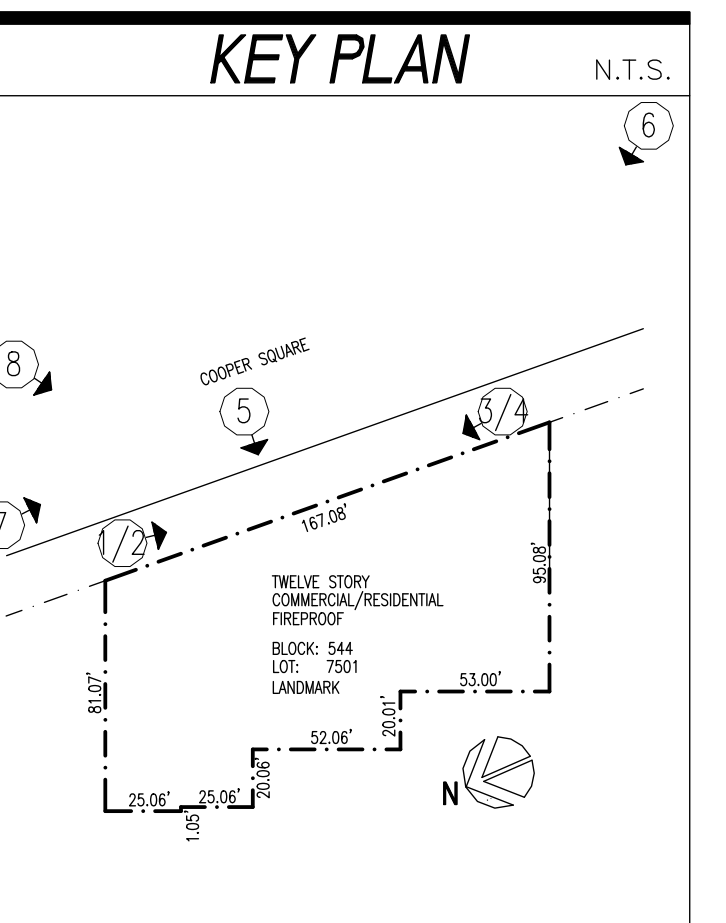 KEY PLAN
N.T.S.
6
COOPER SQUARE
8
5
3/4
7
1/2
167.08'
95.08'
TWELVE STORY
COMMERCIAL/RESIDENTIAL
FIREPROOF
BLOCK: 544
LOT: 7501
LANDMARK
81.07'
53.00'
20.01'
52.06'
20.06'
25.06'
25.06'
1.05'
N